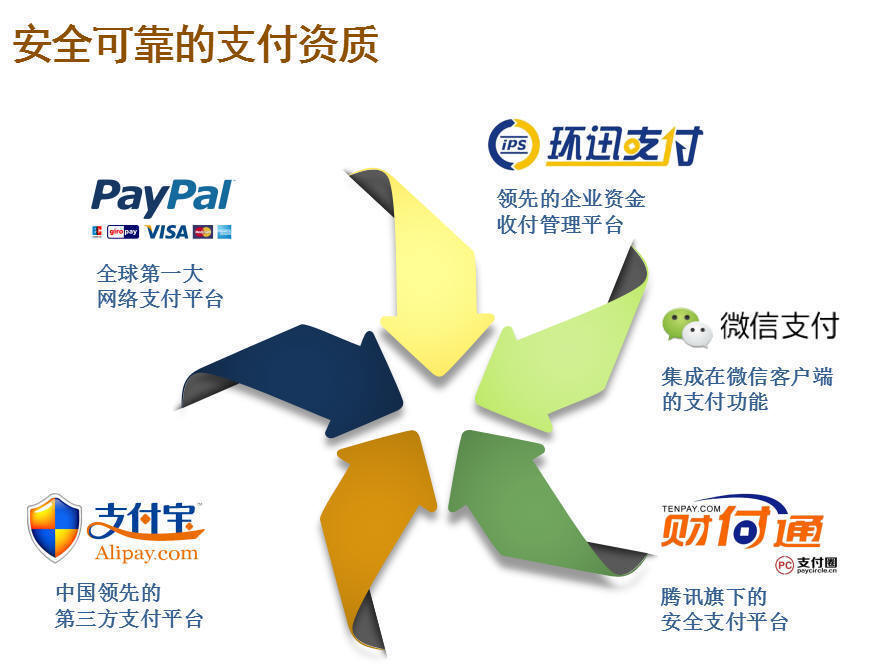 安全可靠的支付资质
iPS 环迅支付
领先的企业资金
收付管理平台
PayPal
giropay VISA
全球第一大
网络支付平台
微信支付
集成在微信客户端
的支付功能
支付宝
Alipay.com
中国领先的
第三方支付平台
TENPAY.COM
财付通
PC 支付圈
paycircle.cn
腾讯旗下的
安全支付平台